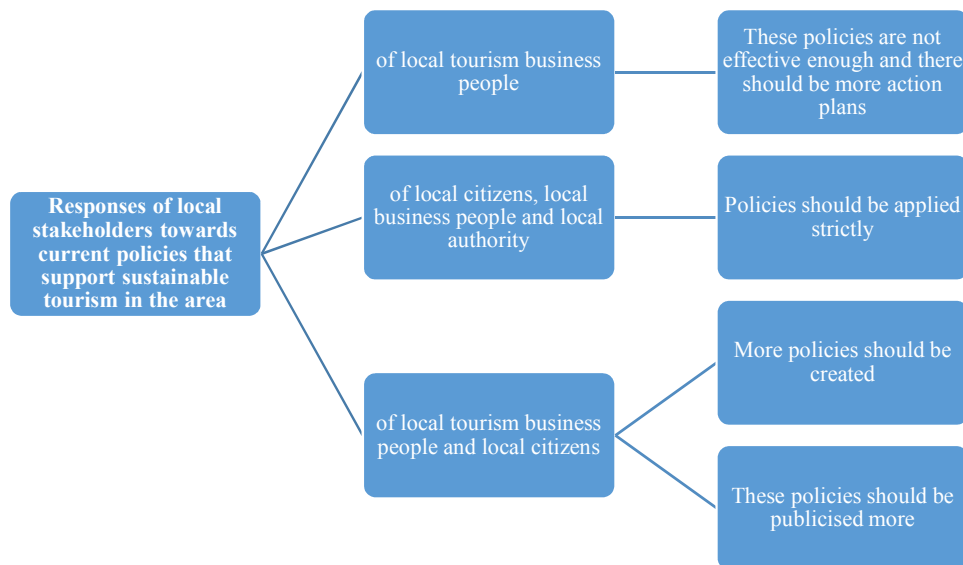 Responses of local
stakeholders towards
current policies that
support sustainable
tourism in the area
of local tourism business
people
These policies are not
effective enough and there
should be more action
plans
of local citizens, local
business people and local
authority
Policies should be applied
strictly
of local tourism business
people and local citizens
More policies should be
created
These policies should be
publicised more